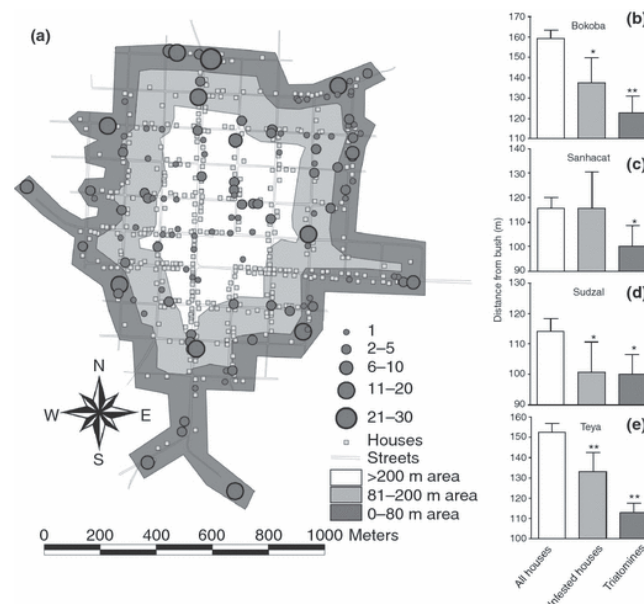 (a)
N
W
E
S
1
2–5
6–10
11–20
21–30
Houses
Streets
>200 m area
81–200 m area
0–80 m area
0 200 400 600 800 1000 Meters
Distance from bush (m)
(b)
Bokoba
170
160
150
140
130
120
110
*
**
(c)
Sanhacat
140
130
120
110
100
90
*
(d)
Sudzal
130
120
110
100
90
*
*
(e)
Teya
160
150
140
130
120
110
100
**
**
All houses
Infested houses
Triatomines